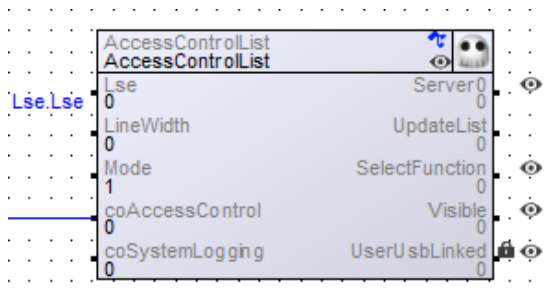 AccessControlList
AccessControlList
Lse Server0
Lse.Lse 0 0
LineWidth UpdateList
0 0
Mode SelectFunction
1 0
coAccessControl Visible
0 0
coSystemLogging UserUsbLinked
0 0